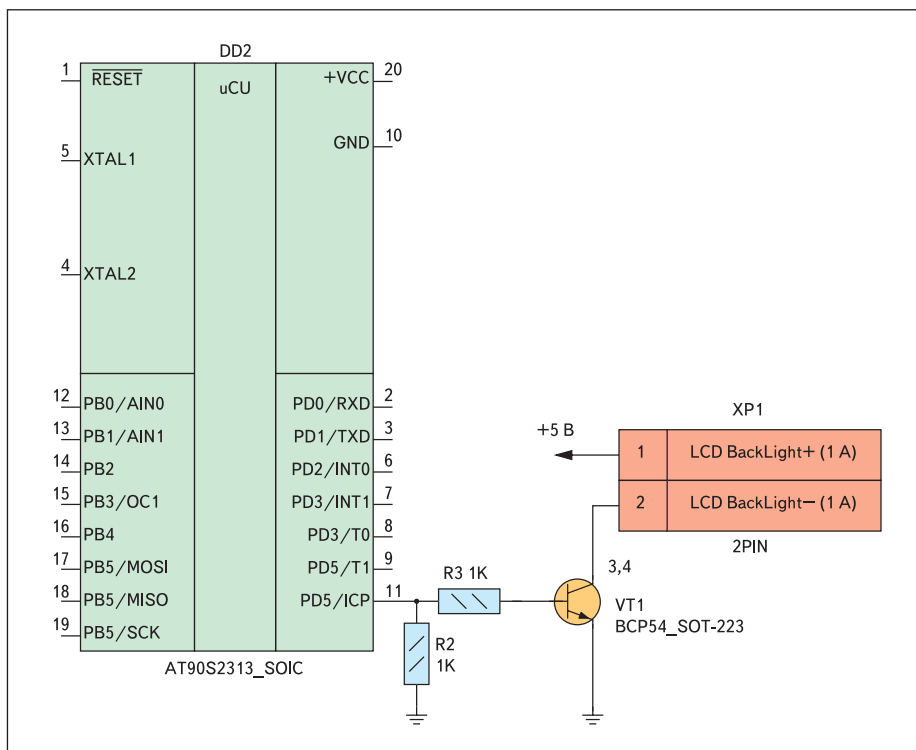 DD2
1
RESET
uCU
+VCC
20
GND
10
5
XTAL1
4
XTAL2
12
PB0/AIN0
PD0/RXD
2
13
PB1/AIN1
PD1/TXD
3
14
PB2
PD2/INT0
6
15
PB3/OC1
PD3/INT1
7
16
PB4
PD3/T0
8
17
PB5/MOSI
PD5/T1
9
18
PB5/MISO
PD5/ICP
11
19
PB5/SCK
AT90S2313_SOIC
R3 1K
R2
1K
XP1
+5 В
1
LCD BackLight+ (1 A)
2
LCD BackLight− (1 A)
2PIN
3,4
VT1
BCP54_SOT-223